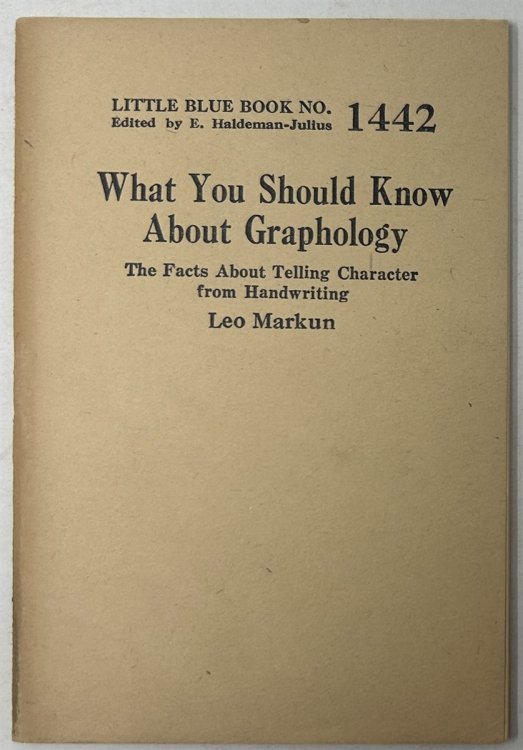 LITTLE BLUE BOOK NO. 1442
Edited by E. Haldeman-Julius
What You Should Know
About Graphology
The Facts About Telling Character
from Handwriting
Leo Markun